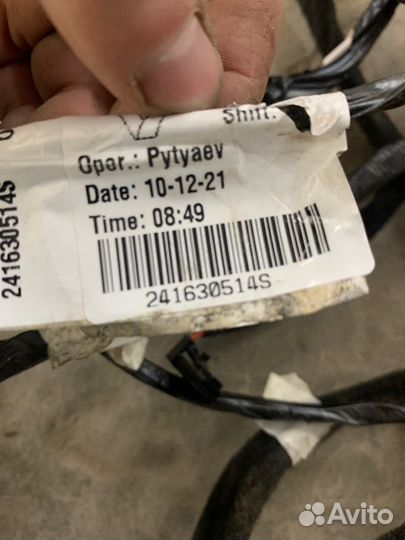 Shift:
Oper.: Pytyaev
Date: 10-12-21
Time: 08:49
241630514S
241630514S
Avito